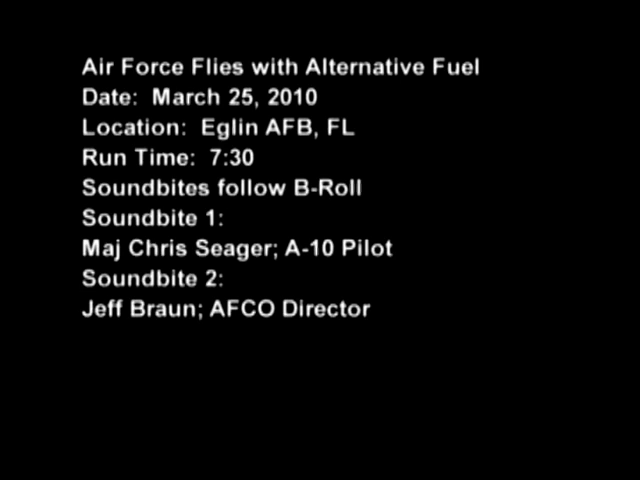 Air Force Flies with Alternative Fuel
Date:  March 25, 2010
Location:  Eglin AFB, FL
Run Time:  7:30
Soundbites follow B-Roll
Soundbite 1:
Maj Chris Seager; A-10 Pilot
Soundbite 2:
Jeff Braun; AFCO Director